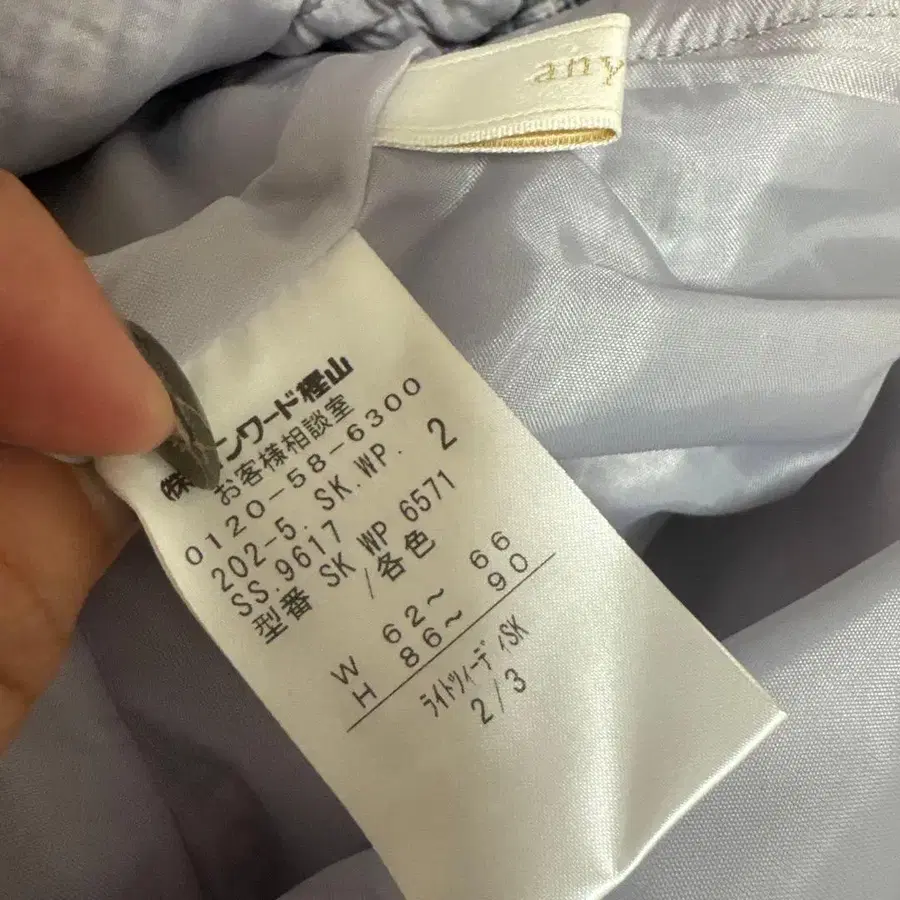 any
㈱オンワード樫山
お客様相談室
0120-58-6300
202-5. SK.WP. 2
SS.9617
型番 SK WP 6571
/各色
W 62~ 66
H 86~ 90
ライトツィーディSK
2/3